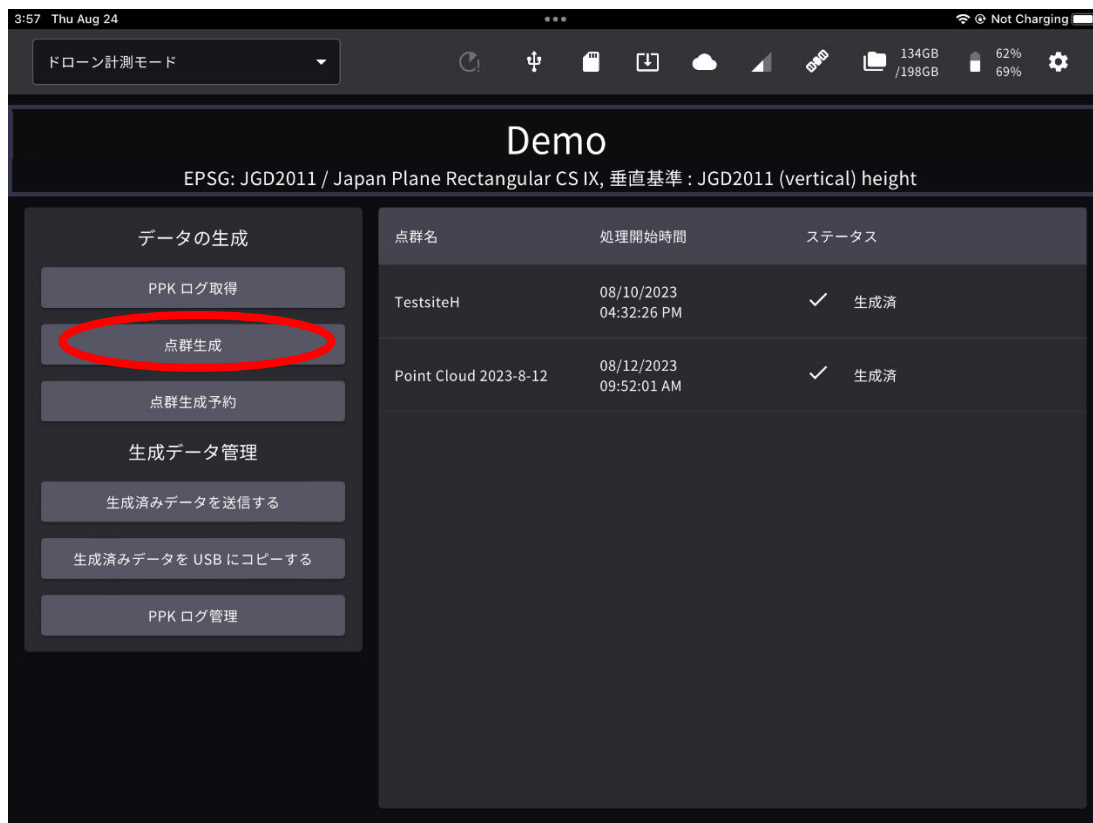 3:57 Thu Aug 24
Not Charging
ドローン計測モード
134GB
/198GB
62%
69%
Demo
EPSG: JGD2011 / Japan Plane Rectangular CS IX, 垂直基準 : JGD2011 (vertical) height
データの生成
PPK ログ取得
点群生成
点群生成予約
生成データ管理
生成済みデータを送信する
生成済みデータを USB にコピーする
PPK ログ管理
点群名 処理開始時間 ステータス
TestsiteH 08/10/2023 04:32:26 PM 生成済
Point Cloud 2023-8-12 08/12/2023 09:52:01 AM 生成済